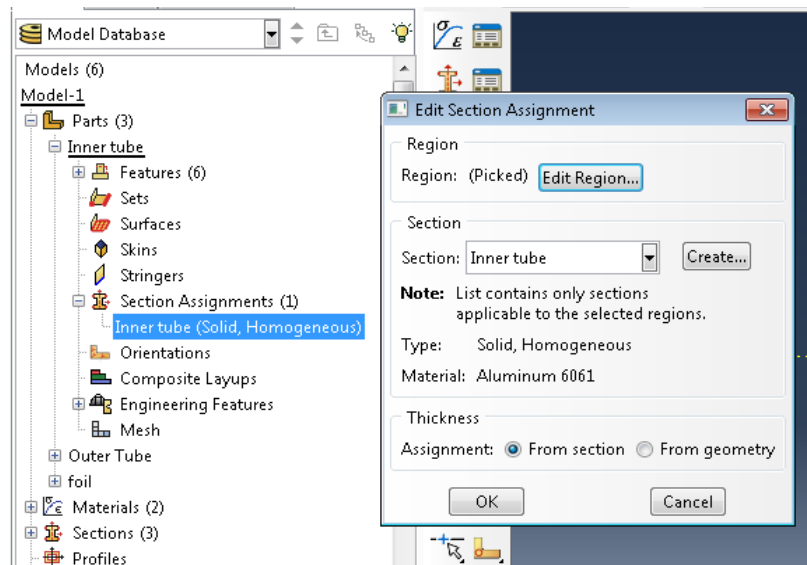 Model Database
Models (6)
Model-1
Parts (3)
Inner tube
Features (6)
Sets
Surfaces
Skins
Stringers
Section Assignments (1)
Inner tube (Solid, Homogeneous)
Orientations
Composite Layups
Engineering Features
Mesh
Outer Tube
foil
Materials (2)
Sections (3)
Profiles
σ
ε
Edit Section Assignment
Region
Region: (Picked) Edit Region...
Section
Section: Inner tube Create...
Note: List contains only sections
applicable to the selected regions.
Type: Solid, Homogeneous
Material: Aluminum 6061
Thickness
Assignment: From section From geometry
OK Cancel